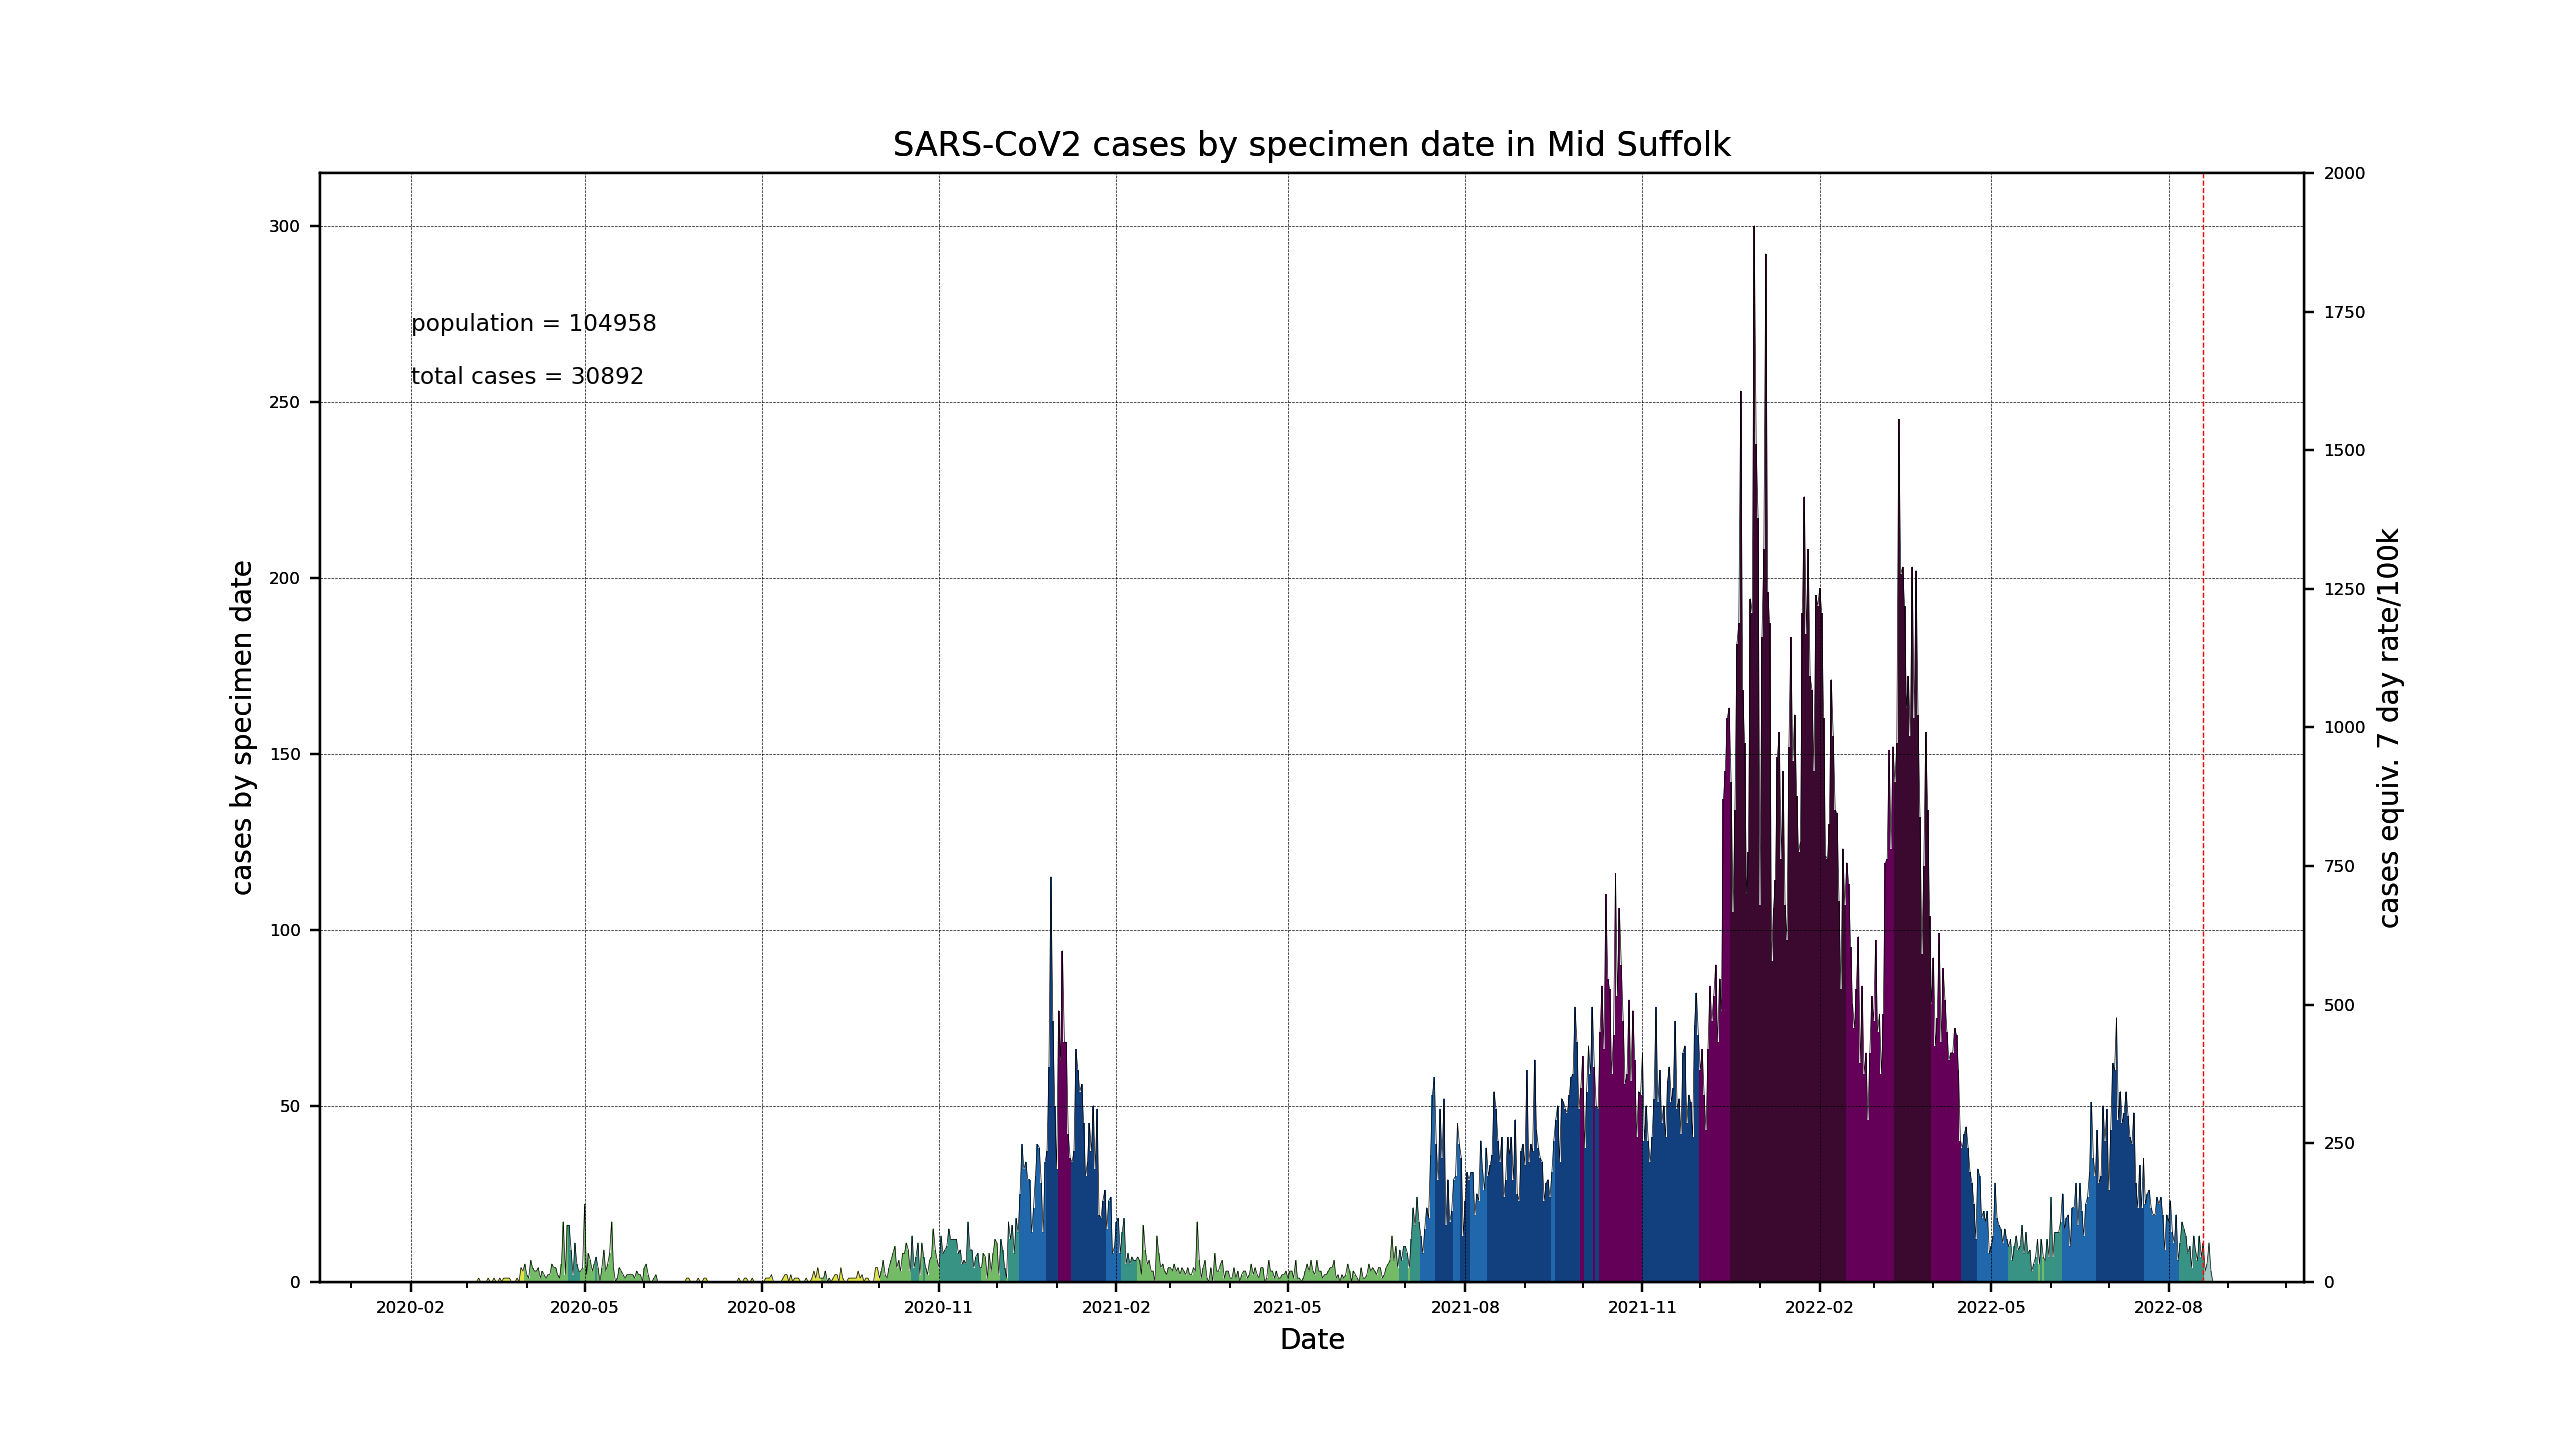 SARS-CoV2 cases by specimen date in Mid Suffolk
population = 104958
total cases = 30892
cases by specimen date
300
250
200
150
100
50
0
2000
1750
1500
1250
1000
750
500
250
0
cases equiv. 7 day rate/100k
2020-02 2020-05 2020-08 2020-11 2021-02 2021-05 2021-08 2021-11 2022-02 2022-05 2022-08
Date